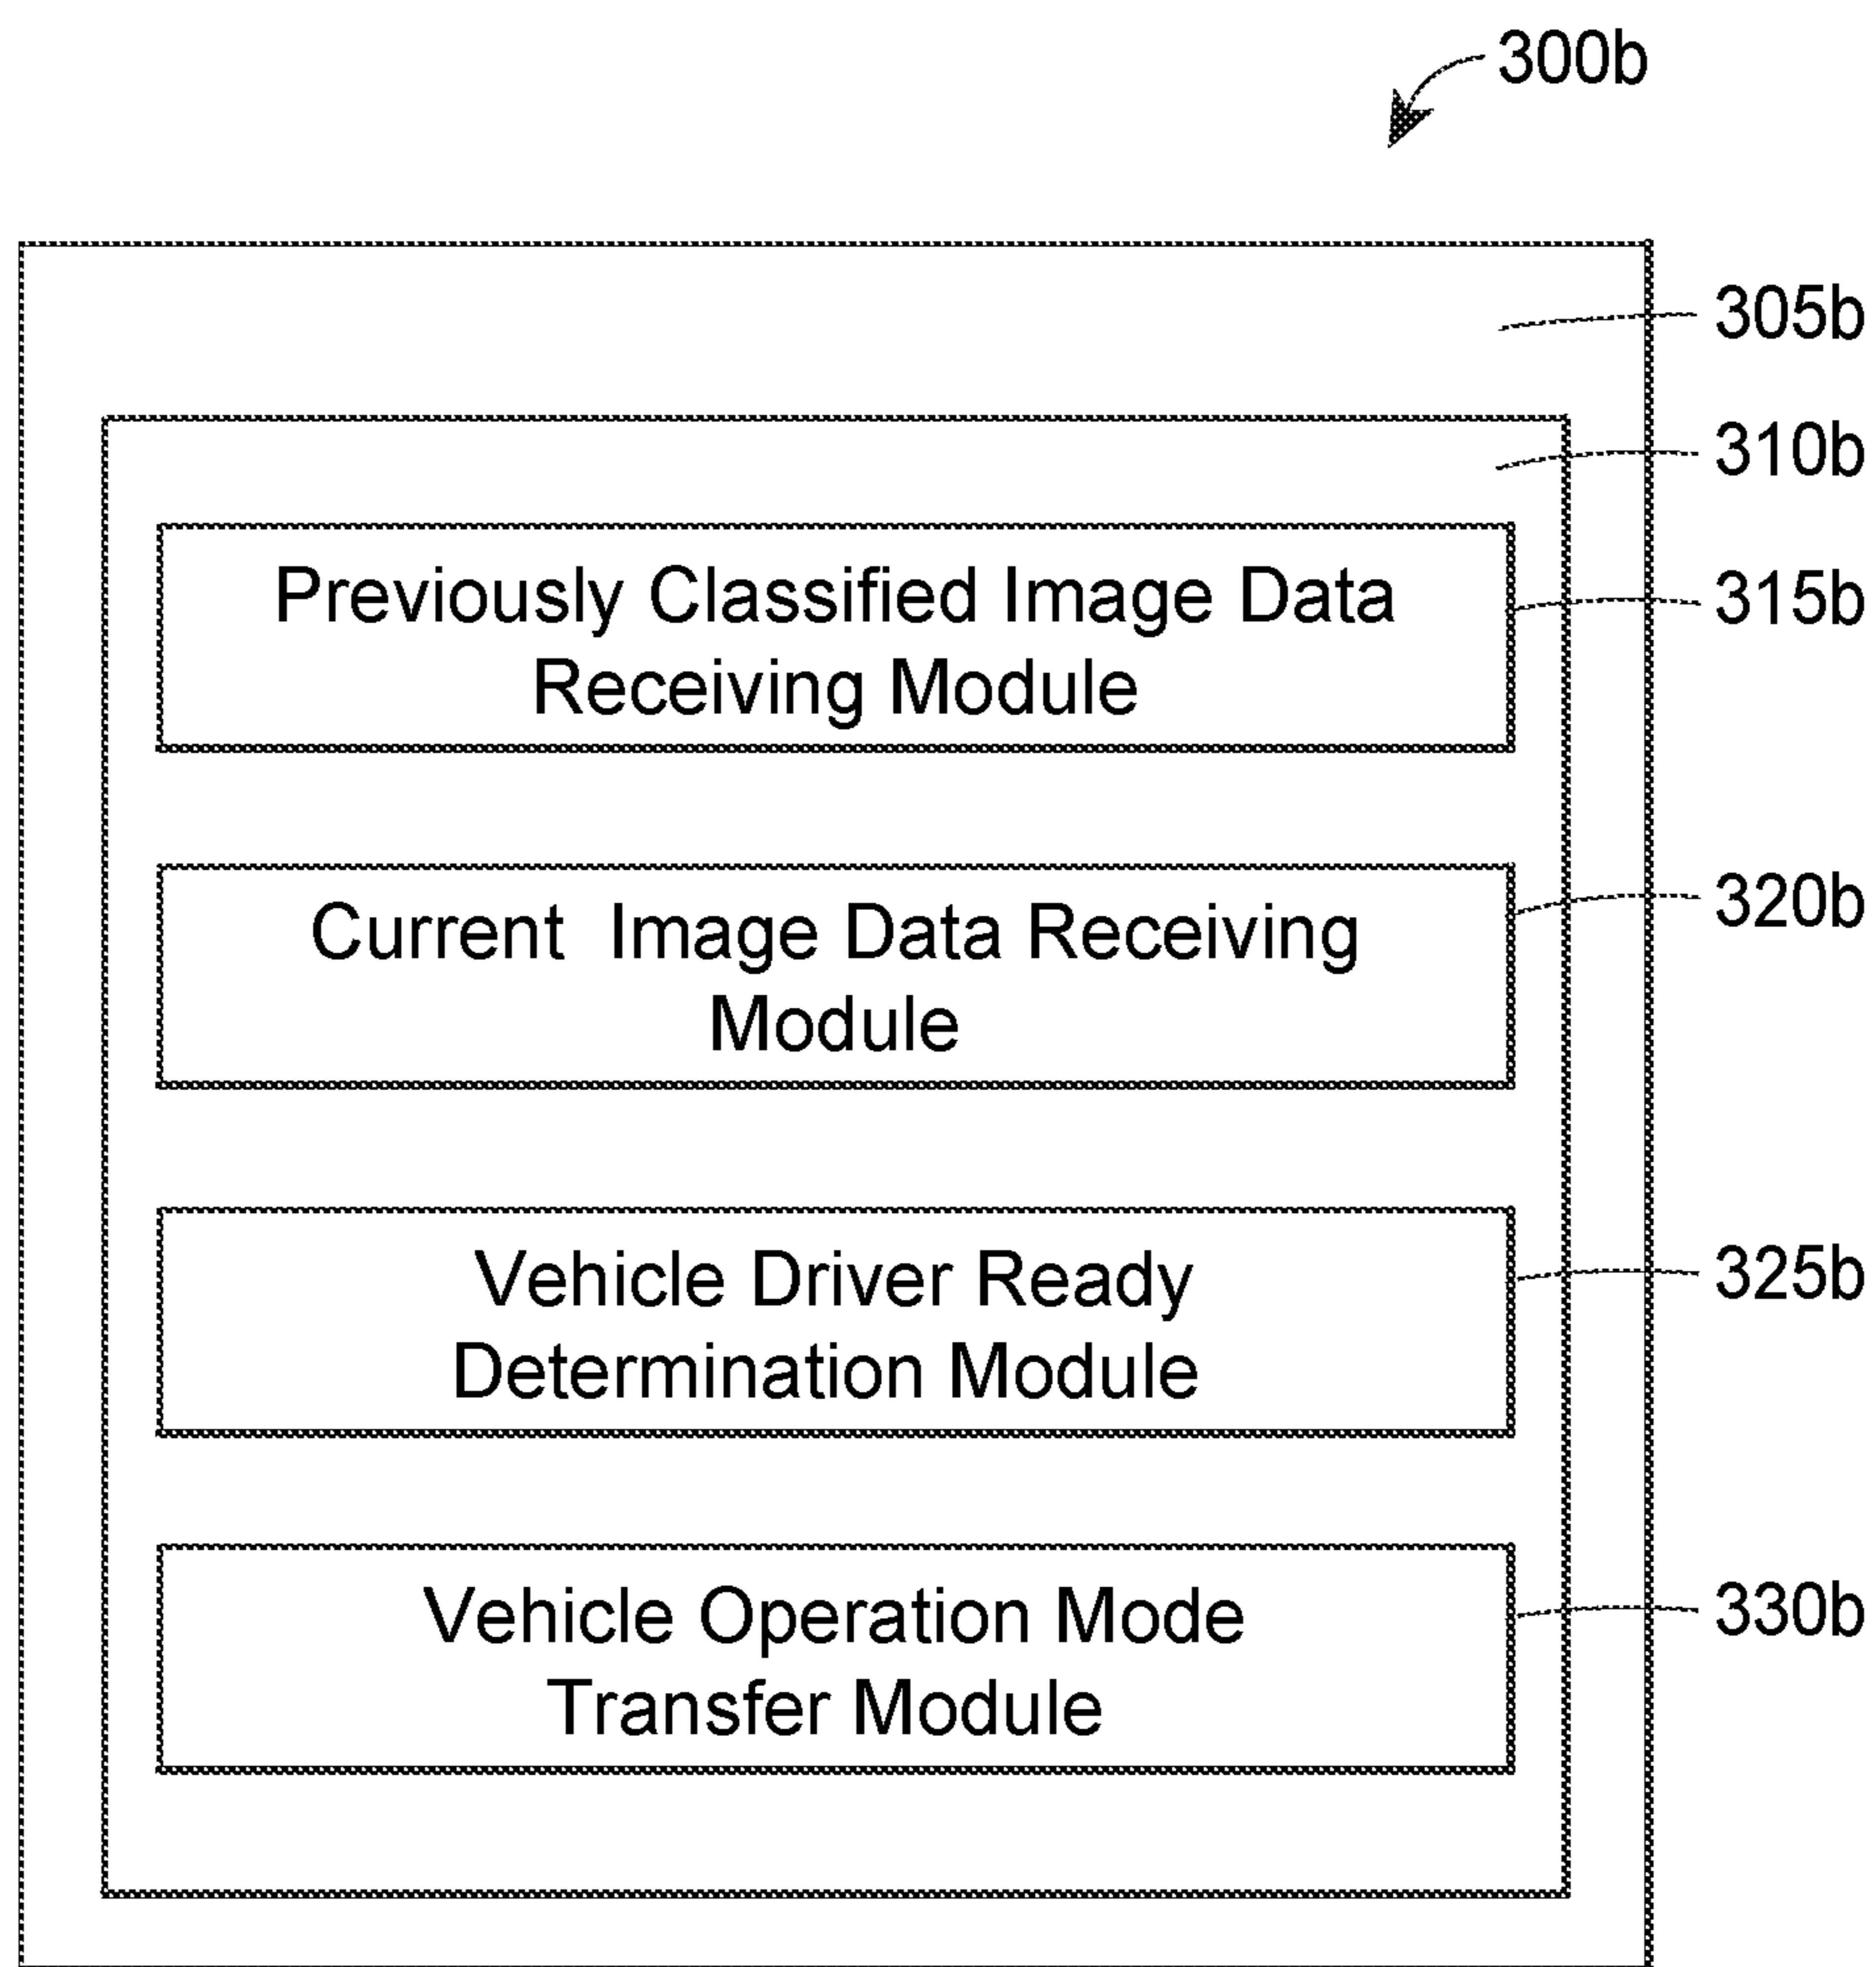 300b
305b
310b
Previously Classified Image Data
Receiving Module
315b
Current Image Data Receiving
Module
320b
Vehicle Driver Ready
Determination Module
325b
Vehicle Operation Mode
Transfer Module
330b